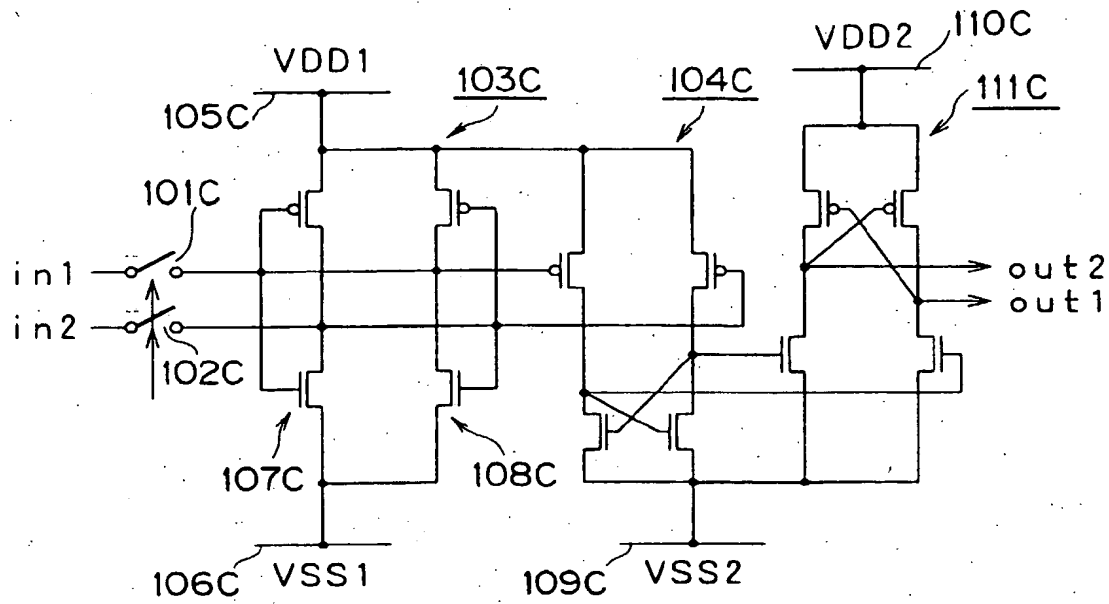 110C
VDD2
VDD1
103C
104C
111C
105C
101C
in1
out2
out1
in2
102C
107C
108C
106C
VSS1
109C
VSS2